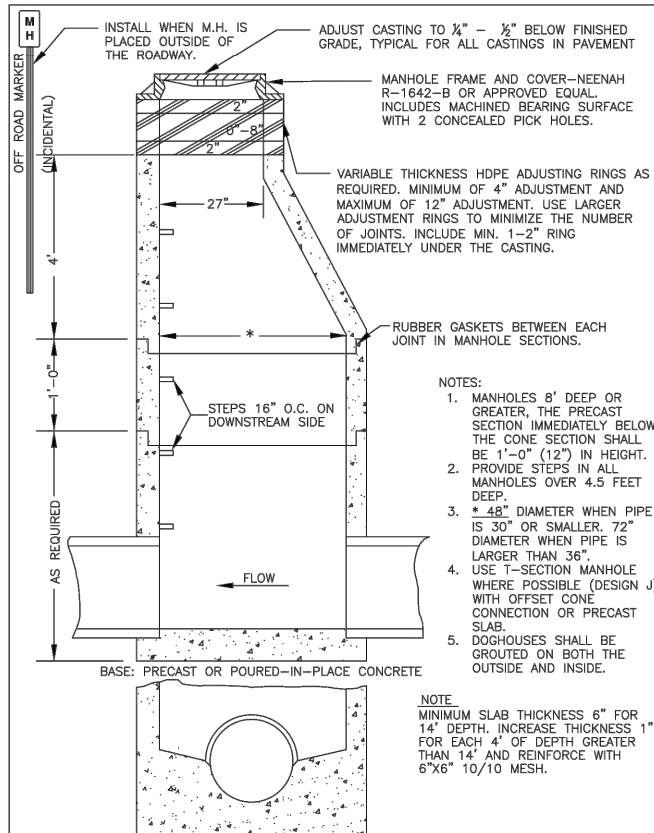 M
H
INSTALL WHEN M.H. IS
PLACED OUTSIDE OF
THE ROADWAY.
ADJUST CASTING TO ¼" – ½" BELOW FINISHED
GRADE, TYPICAL FOR ALL CASTINGS IN PAVEMENT
OFF ROAD MARKER
(INCIDENTAL)
MANHOLE FRAME AND COVER-NEENAH
R-1642-B OR APPROVED EQUAL.
INCLUDES MACHINED BEARING SURFACE
WITH 2 CONCEALED PICK HOLES.
2"
0'-8"
2"
VARIABLE THICKNESS HDPE ADJUSTING RINGS AS
REQUIRED. MINIMUM OF 4" ADJUSTMENT AND
MAXIMUM OF 12" ADJUSTMENT. USE LARGER
ADJUSTMENT RINGS TO MINIMIZE THE NUMBER
OF JOINTS. INCLUDE MIN. 1-2" RING
IMMEDIATELY UNDER THE CASTING.
27"
4'
*
RUBBER GASKETS BETWEEN EACH
JOINT IN MANHOLE SECTIONS.
1'-0"
STEPS 16" O.C. ON
DOWNSTREAM SIDE
AS REQUIRED
FLOW
BASE: PRECAST OR POURED-IN-PLACE CONCRETE
NOTES:
1. MANHOLES 8' DEEP OR
GREATER, THE PRECAST
SECTION IMMEDIATELY BELOW
THE CONE SECTION SHALL
BE 1'-0" (12") IN HEIGHT.
2. PROVIDE STEPS IN ALL
MANHOLES OVER 4.5 FEET
DEEP.
3. * 48" DIAMETER WHEN PIPE
IS 30" OR SMALLER. 72"
DIAMETER WHEN PIPE IS
LARGER THAN 36".
4. USE T-SECTION MANHOLE
WHERE POSSIBLE (DESIGN J)
WITH OFFSET CONE
CONNECTION OR PRECAST
SLAB.
5. DOGHOUSES SHALL BE
GROUTED ON BOTH THE
OUTSIDE AND INSIDE.
NOTE
MINIMUM SLAB THICKNESS 6" FOR
14' DEPTH. INCREASE THICKNESS 1"
FOR EACH 4' OF DEPTH GREATER
THAN 14' AND REINFORCE WITH
6"X6" 10/10 MESH.